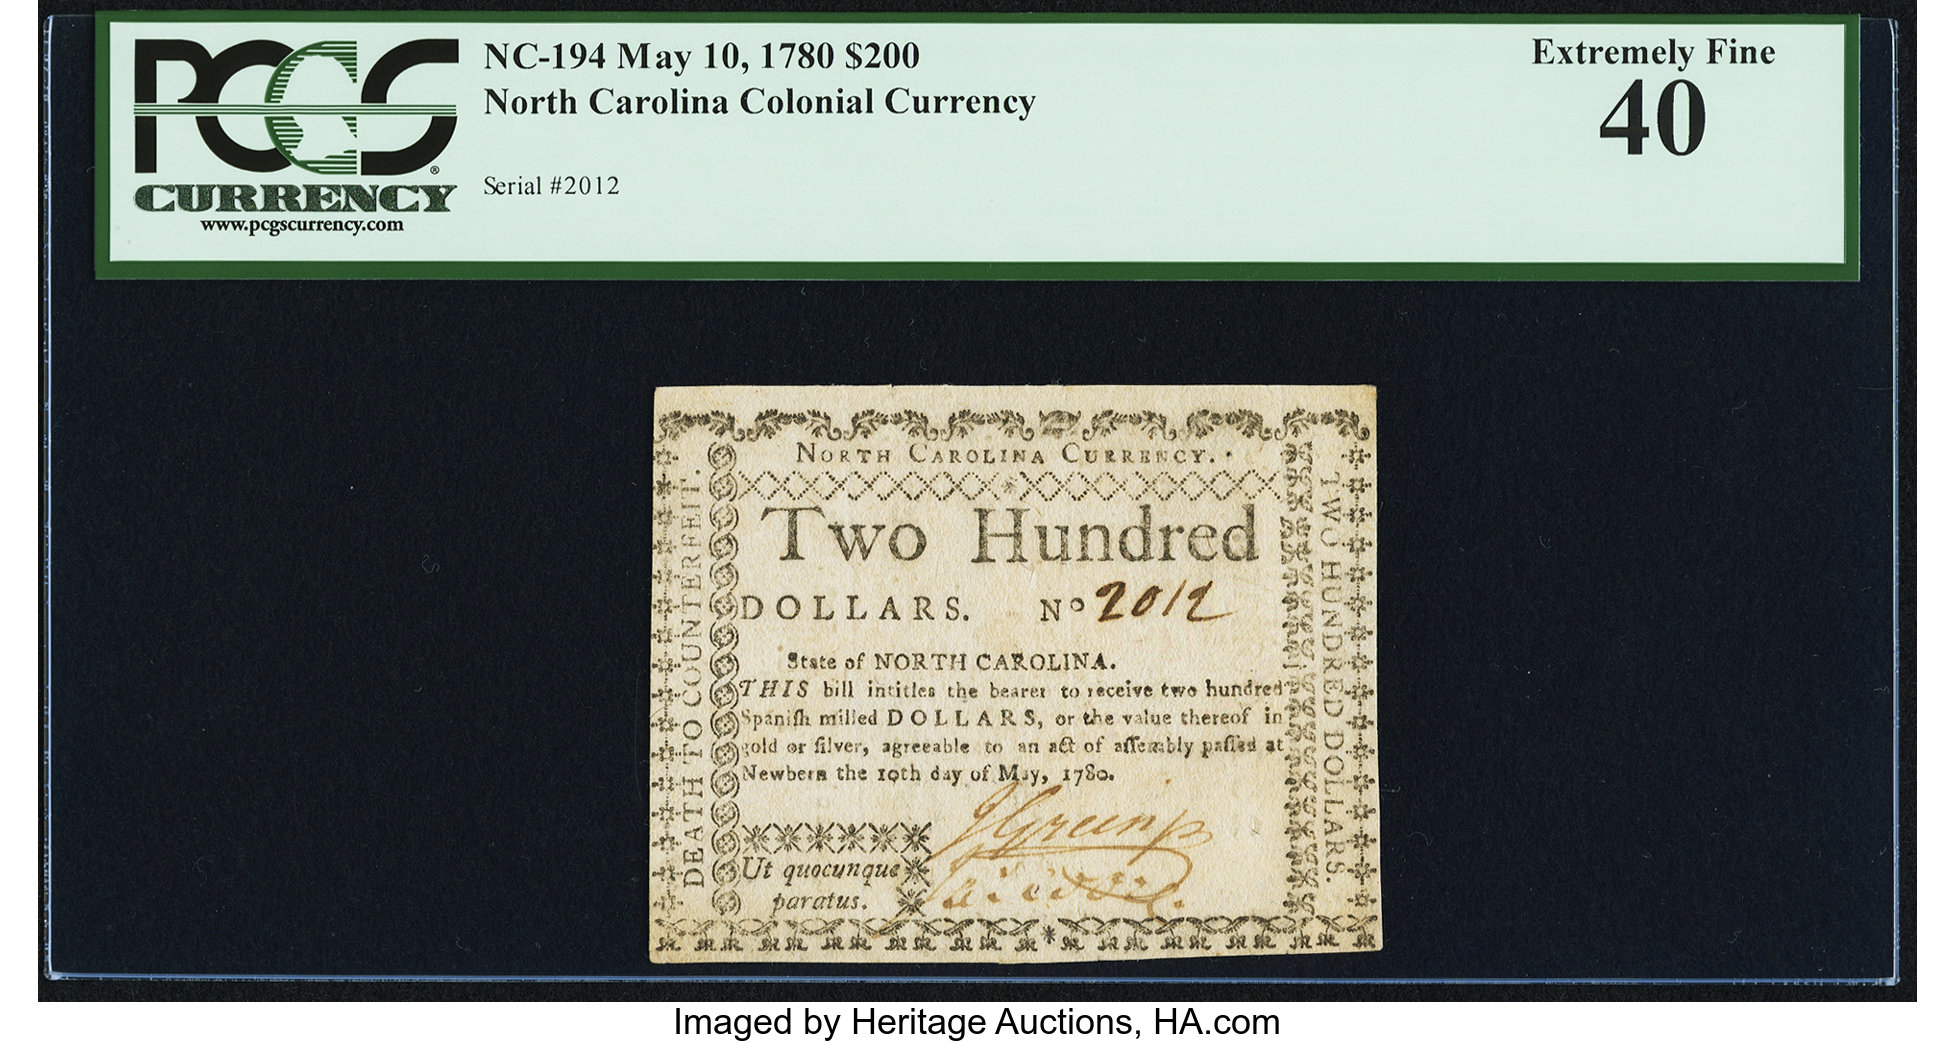 PCGS
CURRENCY
www.pcgscurrency.com
NC-194 May 10, 1780 $200
North Carolina Colonial Currency
Serial #2012
Extremely Fine
40
NORTH CAROLINA CURRENCY.
Two Hundred
DOLLARS. No 2012
State of NORTH CAROLINA.
THIS bill intitles the bearer to receive two hundred
Spaniſh milled DOLLARS, or the value thereof in
gold or ſilver, agreeable to an act of aſſembly paſſed at
Newbern the 10th day of May, 1780.
Ut quocunque
paratus.
DEATH TO COUNTERFEIT.
TWO HUNDRED DOLLARS.
Imaged by Heritage Auctions, HA.com